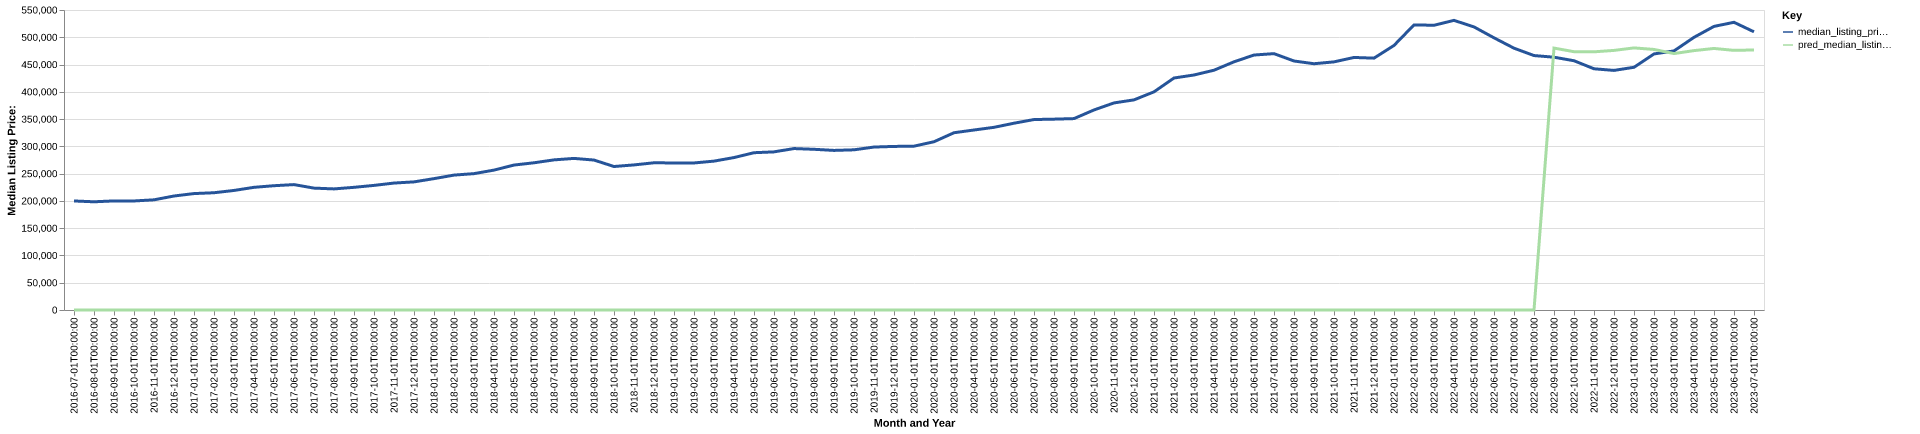 550,000
500,000
450,000
400,000
350,000
300,000
250,000
200,000
150,000
100,000
50,000
0
Median Listing Price:
2016-07-01T00:00:00
2016-08-01T00:00:00
2016-09-01T00:00:00
2016-10-01T00:00:00
2016-11-01T00:00:00
2016-12-01T00:00:00
2017-01-01T00:00:00
2017-02-01T00:00:00
2017-03-01T00:00:00
2017-04-01T00:00:00
2017-05-01T00:00:00
2017-06-01T00:00:00
2017-07-01T00:00:00
2017-08-01T00:00:00
2017-09-01T00:00:00
2017-10-01T00:00:00
2017-11-01T00:00:00
2017-12-01T00:00:00
2018-01-01T00:00:00
2018-02-01T00:00:00
2018-03-01T00:00:00
2018-04-01T00:00:00
2018-05-01T00:00:00
2018-06-01T00:00:00
2018-07-01T00:00:00
2018-08-01T00:00:00
2018-09-01T00:00:00
2018-10-01T00:00:00
2018-11-01T00:00:00
2018-12-01T00:00:00
2019-01-01T00:00:00
2019-02-01T00:00:00
2019-03-01T00:00:00
2019-04-01T00:00:00
2019-05-01T00:00:00
2019-06-01T00:00:00
2019-07-01T00:00:00
2019-08-01T00:00:00
2019-09-01T00:00:00
2019-10-01T00:00:00
2019-11-01T00:00:00
2019-12-01T00:00:00
2020-01-01T00:00:00
2020-02-01T00:00:00
2020-03-01T00:00:00
2020-04-01T00:00:00
2020-05-01T00:00:00
2020-06-01T00:00:00
2020-07-01T00:00:00
2020-08-01T00:00:00
2020-09-01T00:00:00
2020-10-01T00:00:00
2020-11-01T00:00:00
2020-12-01T00:00:00
2021-01-01T00:00:00
2021-02-01T00:00:00
2021-03-01T00:00:00
2021-04-01T00:00:00
2021-05-01T00:00:00
2021-06-01T00:00:00
2021-07-01T00:00:00
2021-08-01T00:00:00
2021-09-01T00:00:00
2021-10-01T00:00:00
2021-11-01T00:00:00
2021-12-01T00:00:00
2022-01-01T00:00:00
2022-02-01T00:00:00
2022-03-01T00:00:00
2022-04-01T00:00:00
2022-05-01T00:00:00
2022-06-01T00:00:00
2022-07-01T00:00:00
2022-08-01T00:00:00
2022-09-01T00:00:00
2022-10-01T00:00:00
2022-11-01T00:00:00
2022-12-01T00:00:00
2023-01-01T00:00:00
2023-02-01T00:00:00
2023-03-01T00:00:00
2023-04-01T00:00:00
2023-05-01T00:00:00
2023-06-01T00:00:00
2023-07-01T00:00:00
Month and Year
Key
median_listing_pri…
pred_median_listin…